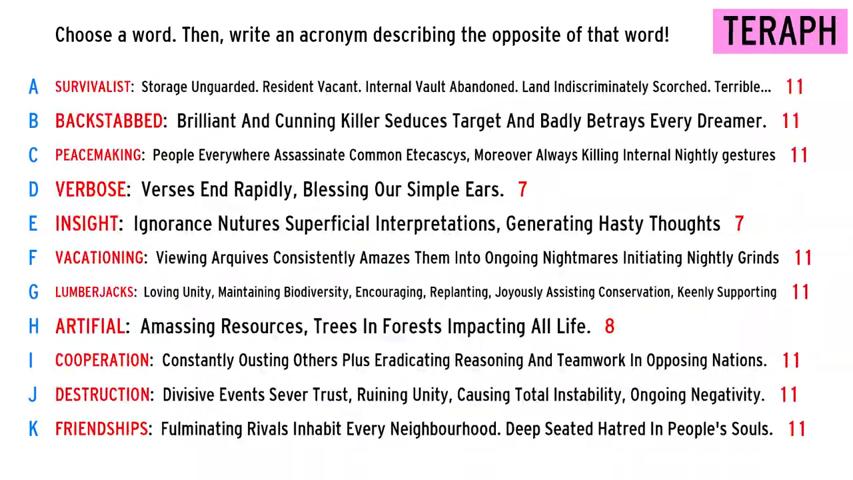 Choose a word. Then, write an acronym describing the opposite of that word!
TERAPH
A SURVIVALIST: Storage Unguarded. Resident Vacant. Internal Vault Abandoned. Land Indiscriminately Scorched. Terrible... 11
B BACKSTABBED: Brilliant And Cunning Killer Seduces Target And Badly Betrays Every Dreamer. 11
C PEACEMAKING: People Everywhere Assassinate Common Etecascys, Moreover Always Killing Internal Nightly gestures 11
D VERBOSE: Verses End Rapidly, Blessing Our Simple Ears. 7
E INSIGHT: Ignorance Nutures Superficial Interpretations, Generating Hasty Thoughts 7
F VACATIONING: Viewing Arquives Consistently Amazes Them Into Ongoing Nightmares Initiating Nightly Grinds 11
G LUMBERJACKS: Loving Unity, Maintaining Biodiversity, Encouraging, Replanting, Joyously Assisting Conservation, Keenly Supporting 11
H ARTIFIAL: Amassing Resources, Trees In Forests Impacting All Life. 8
I COOPERATION: Constantly Ousting Others Plus Eradicating Reasoning And Teamwork In Opposing Nations. 11
J DESTRUCTION: Divisive Events Sever Trust, Ruining Unity, Causing Total Instability, Ongoing Negativity. 11
K FRIENDSHIPS: Fulminating Rivals Inhabit Every Neighbourhood. Deep Seated Hatred In People's Souls. 11